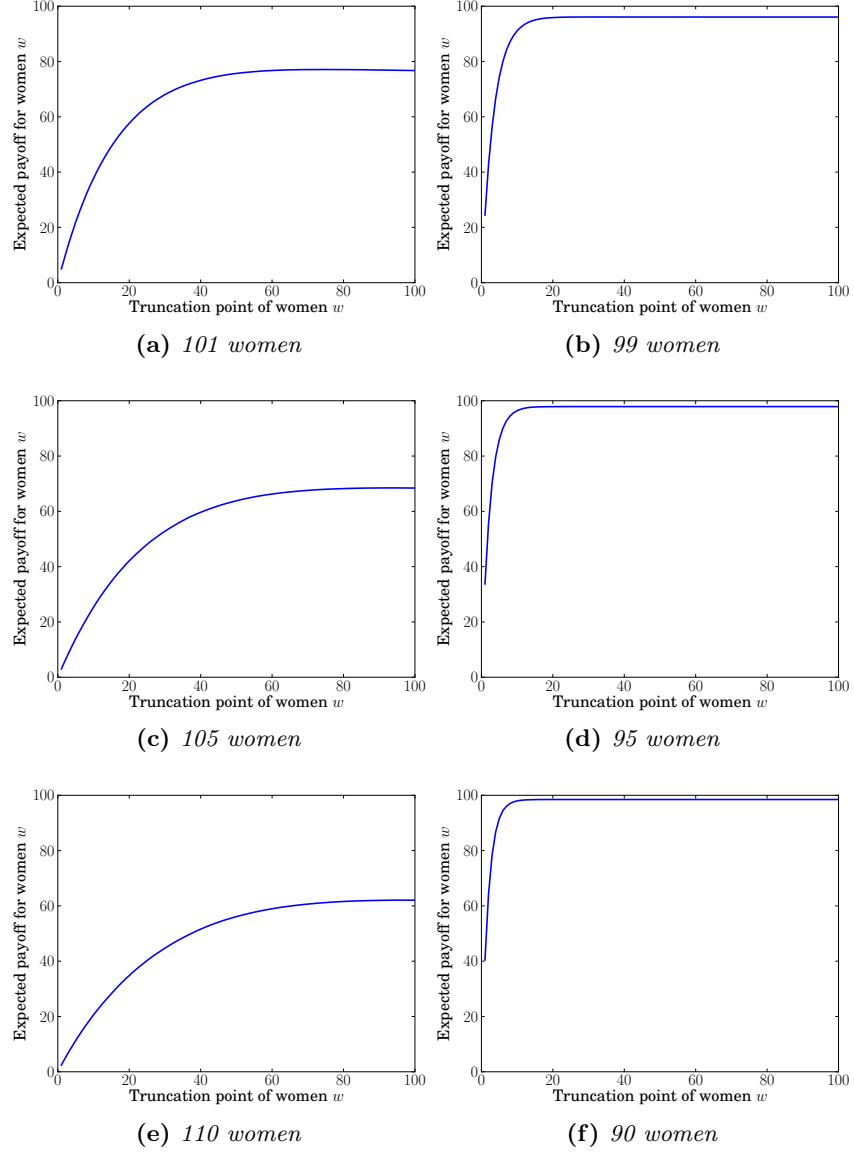 100
80
60
40
20
0
Expected payoff for women w
0 20 40 60 80 100
Truncation point of women w
(a) 101 women
100
80
60
40
20
0
Expected payoff for women w
0 20 40 60 80 100
Truncation point of women w
(b) 99 women
100
80
60
40
20
0
Expected payoff for women w
0 20 40 60 80 100
Truncation point of women w
(c) 105 women
100
80
60
40
20
0
Expected payoff for women w
0 20 40 60 80 100
Truncation point of women w
(d) 95 women
100
80
60
40
20
0
Expected payoff for women w
0 20 40 60 80 100
Truncation point of women w
(e) 110 women
100
80
60
40
20
0
Expected payoff for women w
0 20 40 60 80 100
Truncation point of women w
(f) 90 women